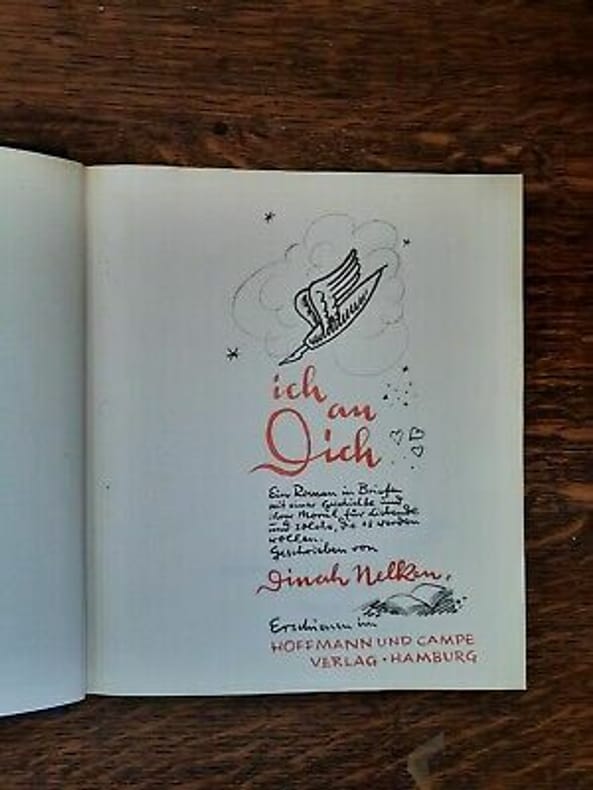 ich
an
Dich
Ein Roman in Briefen
mit einer Geschichte und
ihrer Moral für Liebende
und solche, die es werden
wollen.
Geschrieben von
Dinah Nelken.
Erschienen im
HOFFMANN UND CAMPE
VERLAG • HAMBURG